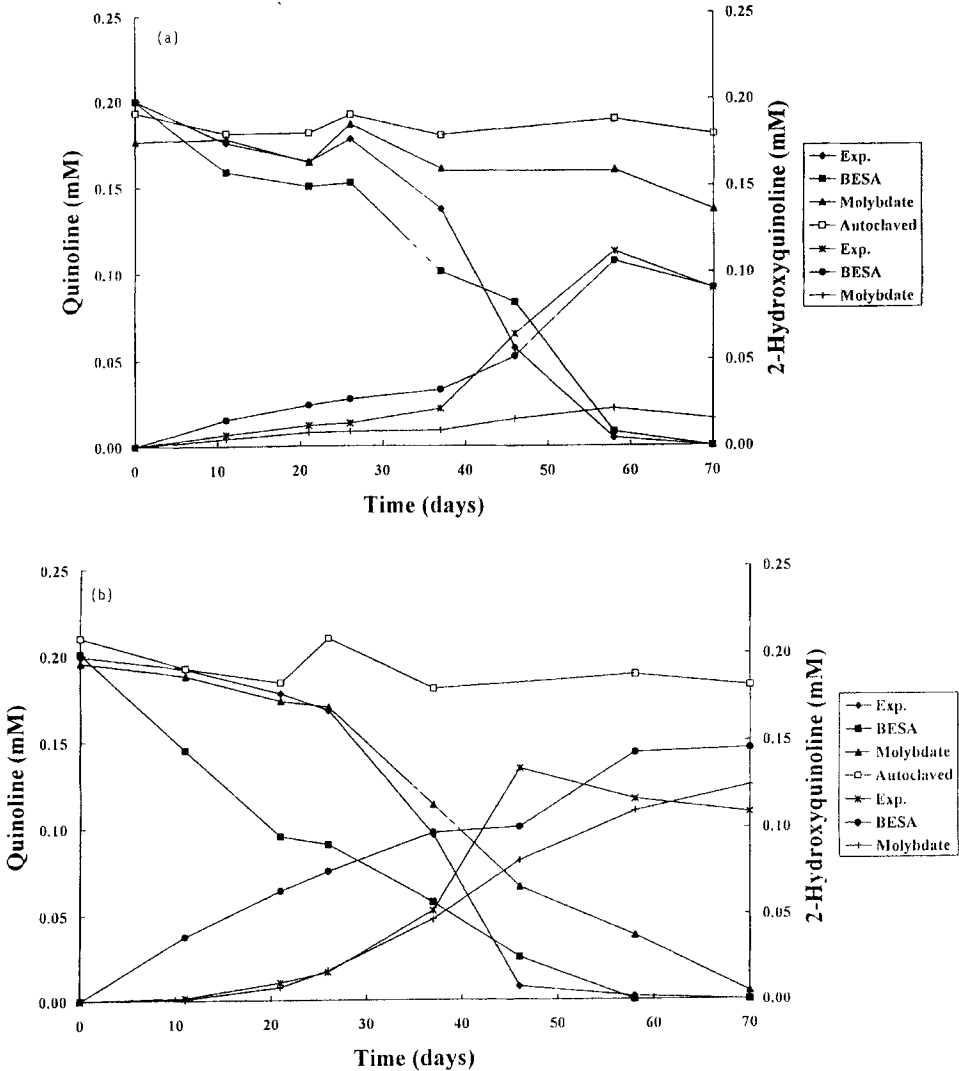 (a)
0.25
0.20
0.15
0.10
0.05
0.00
Quinoline (mM)
0.25
0.20
0.15
0.10
0.05
0.00
2-Hydroxyquinoline (mM)
0
10
20
30
40
50
60
70
Time (days)
Exp.
BESA
Molybdate
Autoclaved
Exp.
BESA
Molybdate
(b)
0.25
0.20
0.15
0.10
0.05
0.00
Quinoline (mM)
0.25
0.20
0.15
0.10
0.05
0.00
2-Hydroxyquinoline (mM)
0
10
20
30
40
50
60
70
Time (days)
Exp.
BESA
Molybdate
Autoclaved
Exp.
BESA
Molybdate